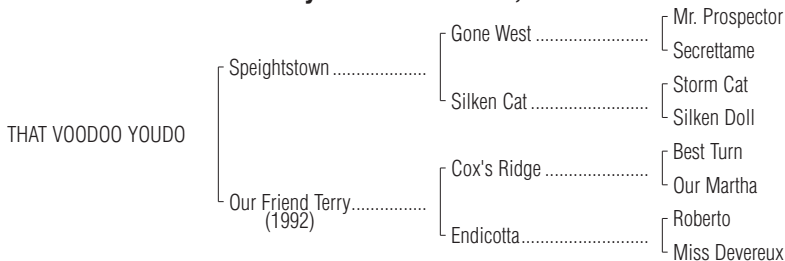 Mr. Prospector
Gone West
Secrettame
Speightstown
Storm Cat
Silken Cat
Silken Doll
THAT VOODOO YOUDO
Best Turn
Cox's Ridge
Our Martha
Our Friend Terry
(1992)
Roberto
Endicotta
Miss Devereux